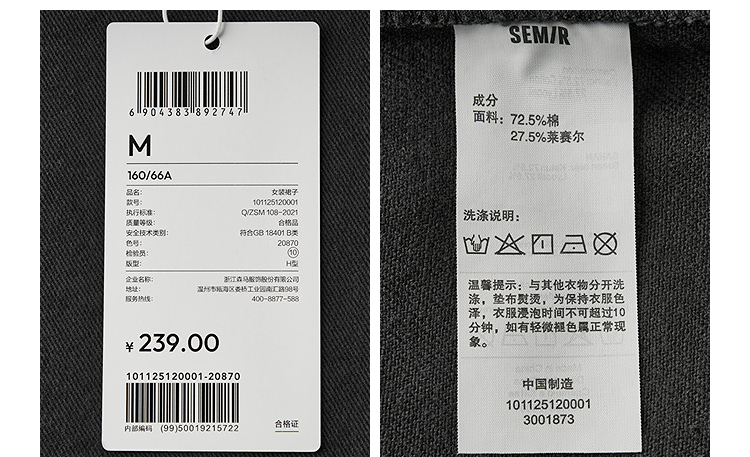 6 904383 892747
M
160/66A
品名: 女装裙子
款号: 101125120001
执行标准: Q/ZSM 108-2021
质量等级: 合格品
安全技术类别: 符合GB 18401 B类
色号: 20870
检验员: ⑩
版型: H型
企业名称: 浙江森马服饰股份有限公司
地址: 温州市瓯海区娄桥工业园南汇路98号
服务热线: 400-8877-588
¥ 239.00
101125120001-20870
内部编码 (99)50019215722
合格证
SEMIR
成分
面料: 72.5%棉
27.5%莱赛尔
洗涤说明:
温馨提示: 与其他衣物分开洗
涤，垫布熨烫，为保持衣服色
泽，衣服浸泡时间不可超过10
分钟，如有轻微褪色属正常现
象。
中国制造
101125120001
3001873